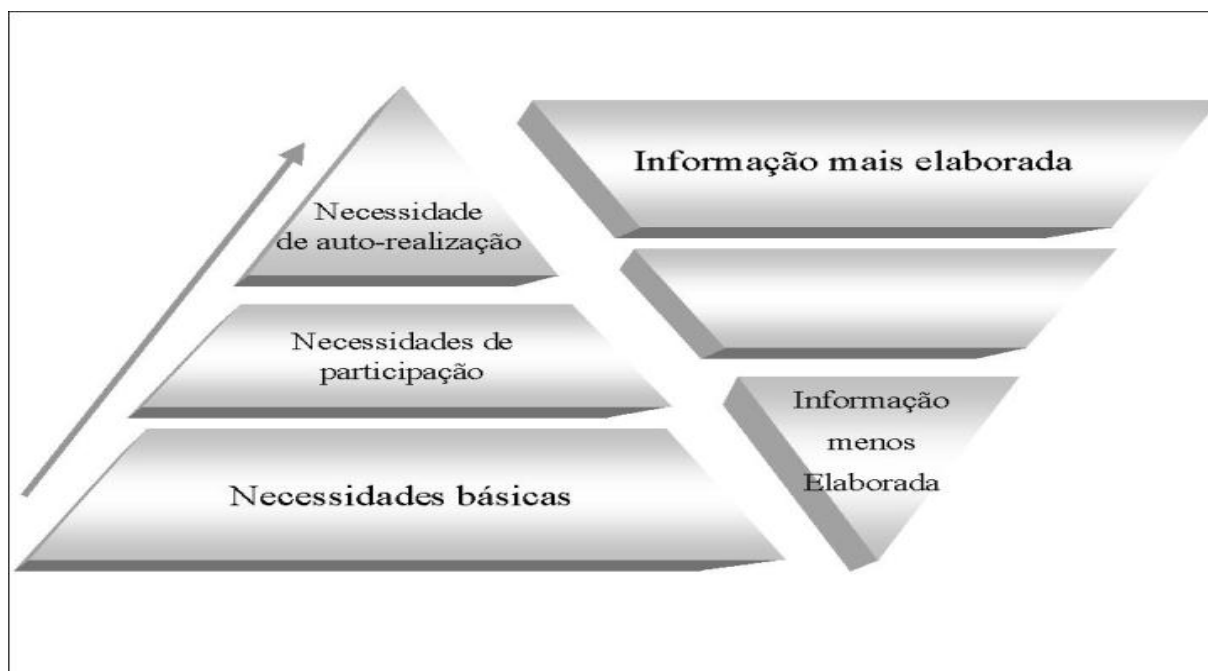 Necessidade
de auto-realização
Necessidades de
participação
Necessidades básicas
Informação mais elaborada
Informação
menos
Elaborada